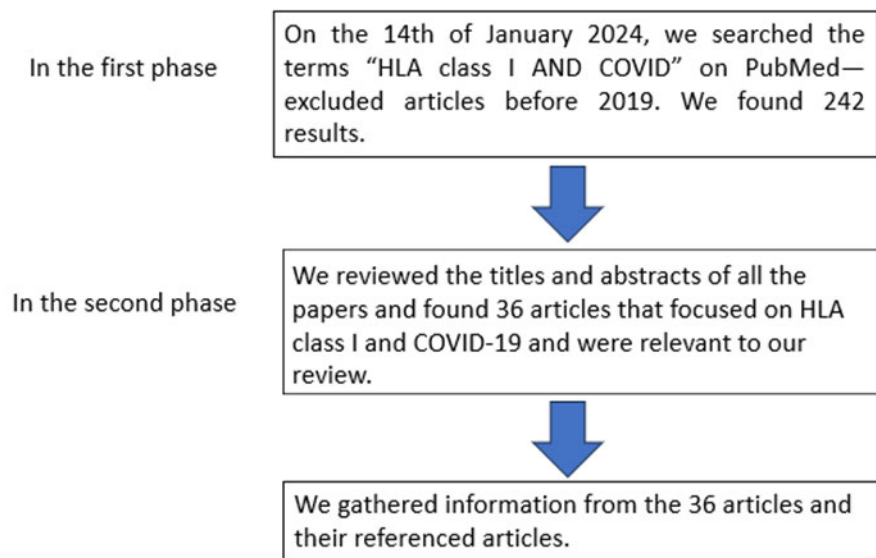 In the first phase
On the 14th of January 2024, we searched the
terms “HLA class I AND COVID” on PubMed—
excluded articles before 2019. We found 242
results.
In the second phase
We reviewed the titles and abstracts of all the
papers and found 36 articles that focused on HLA
class I and COVID-19 and were relevant to our
review.
We gathered information from the 36 articles and
their referenced articles.